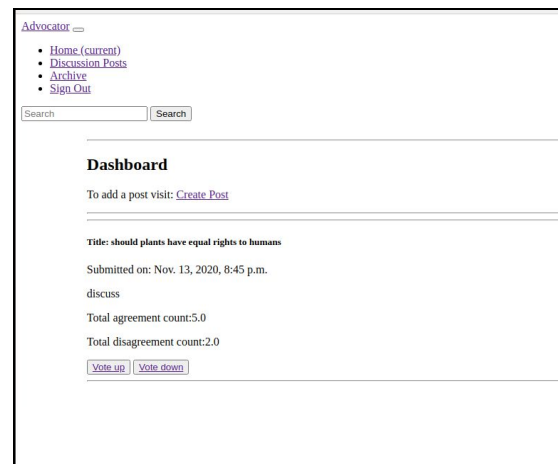 Advocator
Home (current)
Discussion Posts
Archive
Sign Out
Search Search
Dashboard
To add a post visit: Create Post
Title: should plants have equal rights to humans
Submitted on: Nov. 13, 2020, 8:45 p.m.
discuss
Total agreement count:5.0
Total disagreement count:2.0
Vote up Vote down